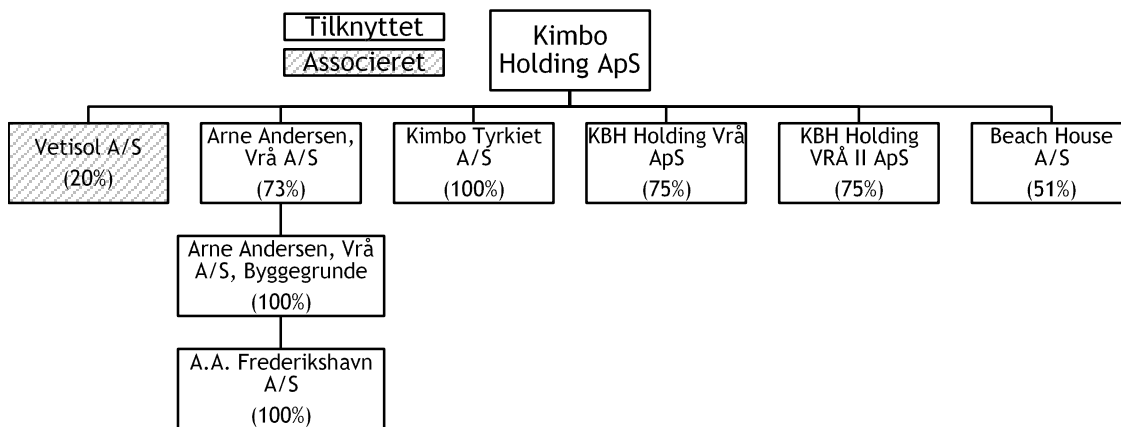 Tilknyttet
Associeret
Kimbo
Holding ApS
Vetisol A/S
(20%)
Arne Andersen,
Vrå A/S
(73%)
Kimbo Tyrkiet
A/S
(100%)
KBH Holding Vrå
ApS
(75%)
KBH Holding
VRÅ II ApS
(75%)
Beach House
A/S
(51%)
Arne Andersen, Vrå
A/S, Byggegrunde
(100%)
A.A. Frederikshavn
A/S
(100%)